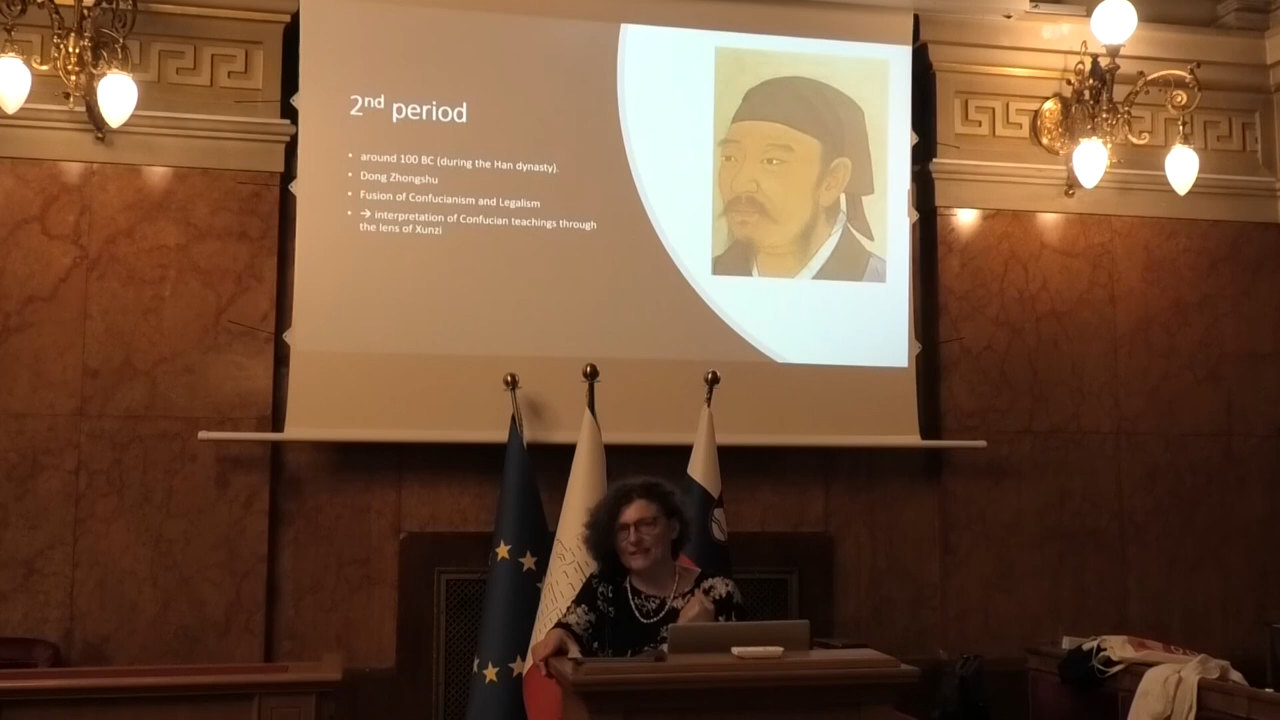 2nd period
• around 100 BC (during the Han dynasty).
• Dong Zhongshu
• Fusion of Confucianism and Legalism
• → interpretation of Confucian teachings through
the lens of Xunzi